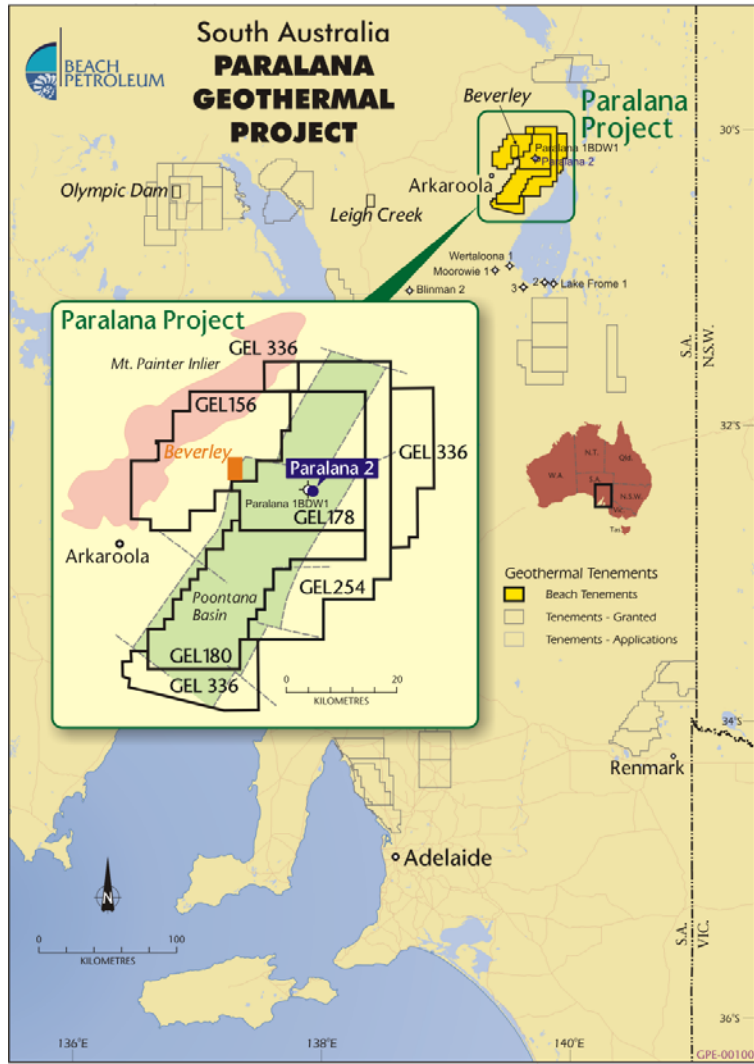 BEACH
PETROLEUM
South Australia
PARALANA
GEOTHERMAL
PROJECT
Beverley
Paralana
Project
Paralana 1BDW1
Paralana 2
30°S
Olympic Dam
Leigh Creek
Arkaroola
Wertaloona 1
Moorowie 1
Blinman 2
3
2
Lake Frome 1
S.A.
N.S.W.
32°S
Paralana Project
Mt. Painter Inlier
GEL 336
GEL156
GEL 336
Beverley
Paralana 2
Paralana 1BDW1
GEL178
Arkaroola
Poontana
Basin
GEL254
GEL180
GEL 336
0
20
KILOMETRES
W.A.
N.T.
Qld.
S.A.
N.S.W.
Vic.
Tas.
Geothermal Tenements
Beach Tenements
Tenements - Granted
Tenements - Applications
34°S
Renmark
Adelaide
N
0
100
KILOMETRES
S.A.
VIC.
36°S
136°E
138°E
140°E
GPE-00100